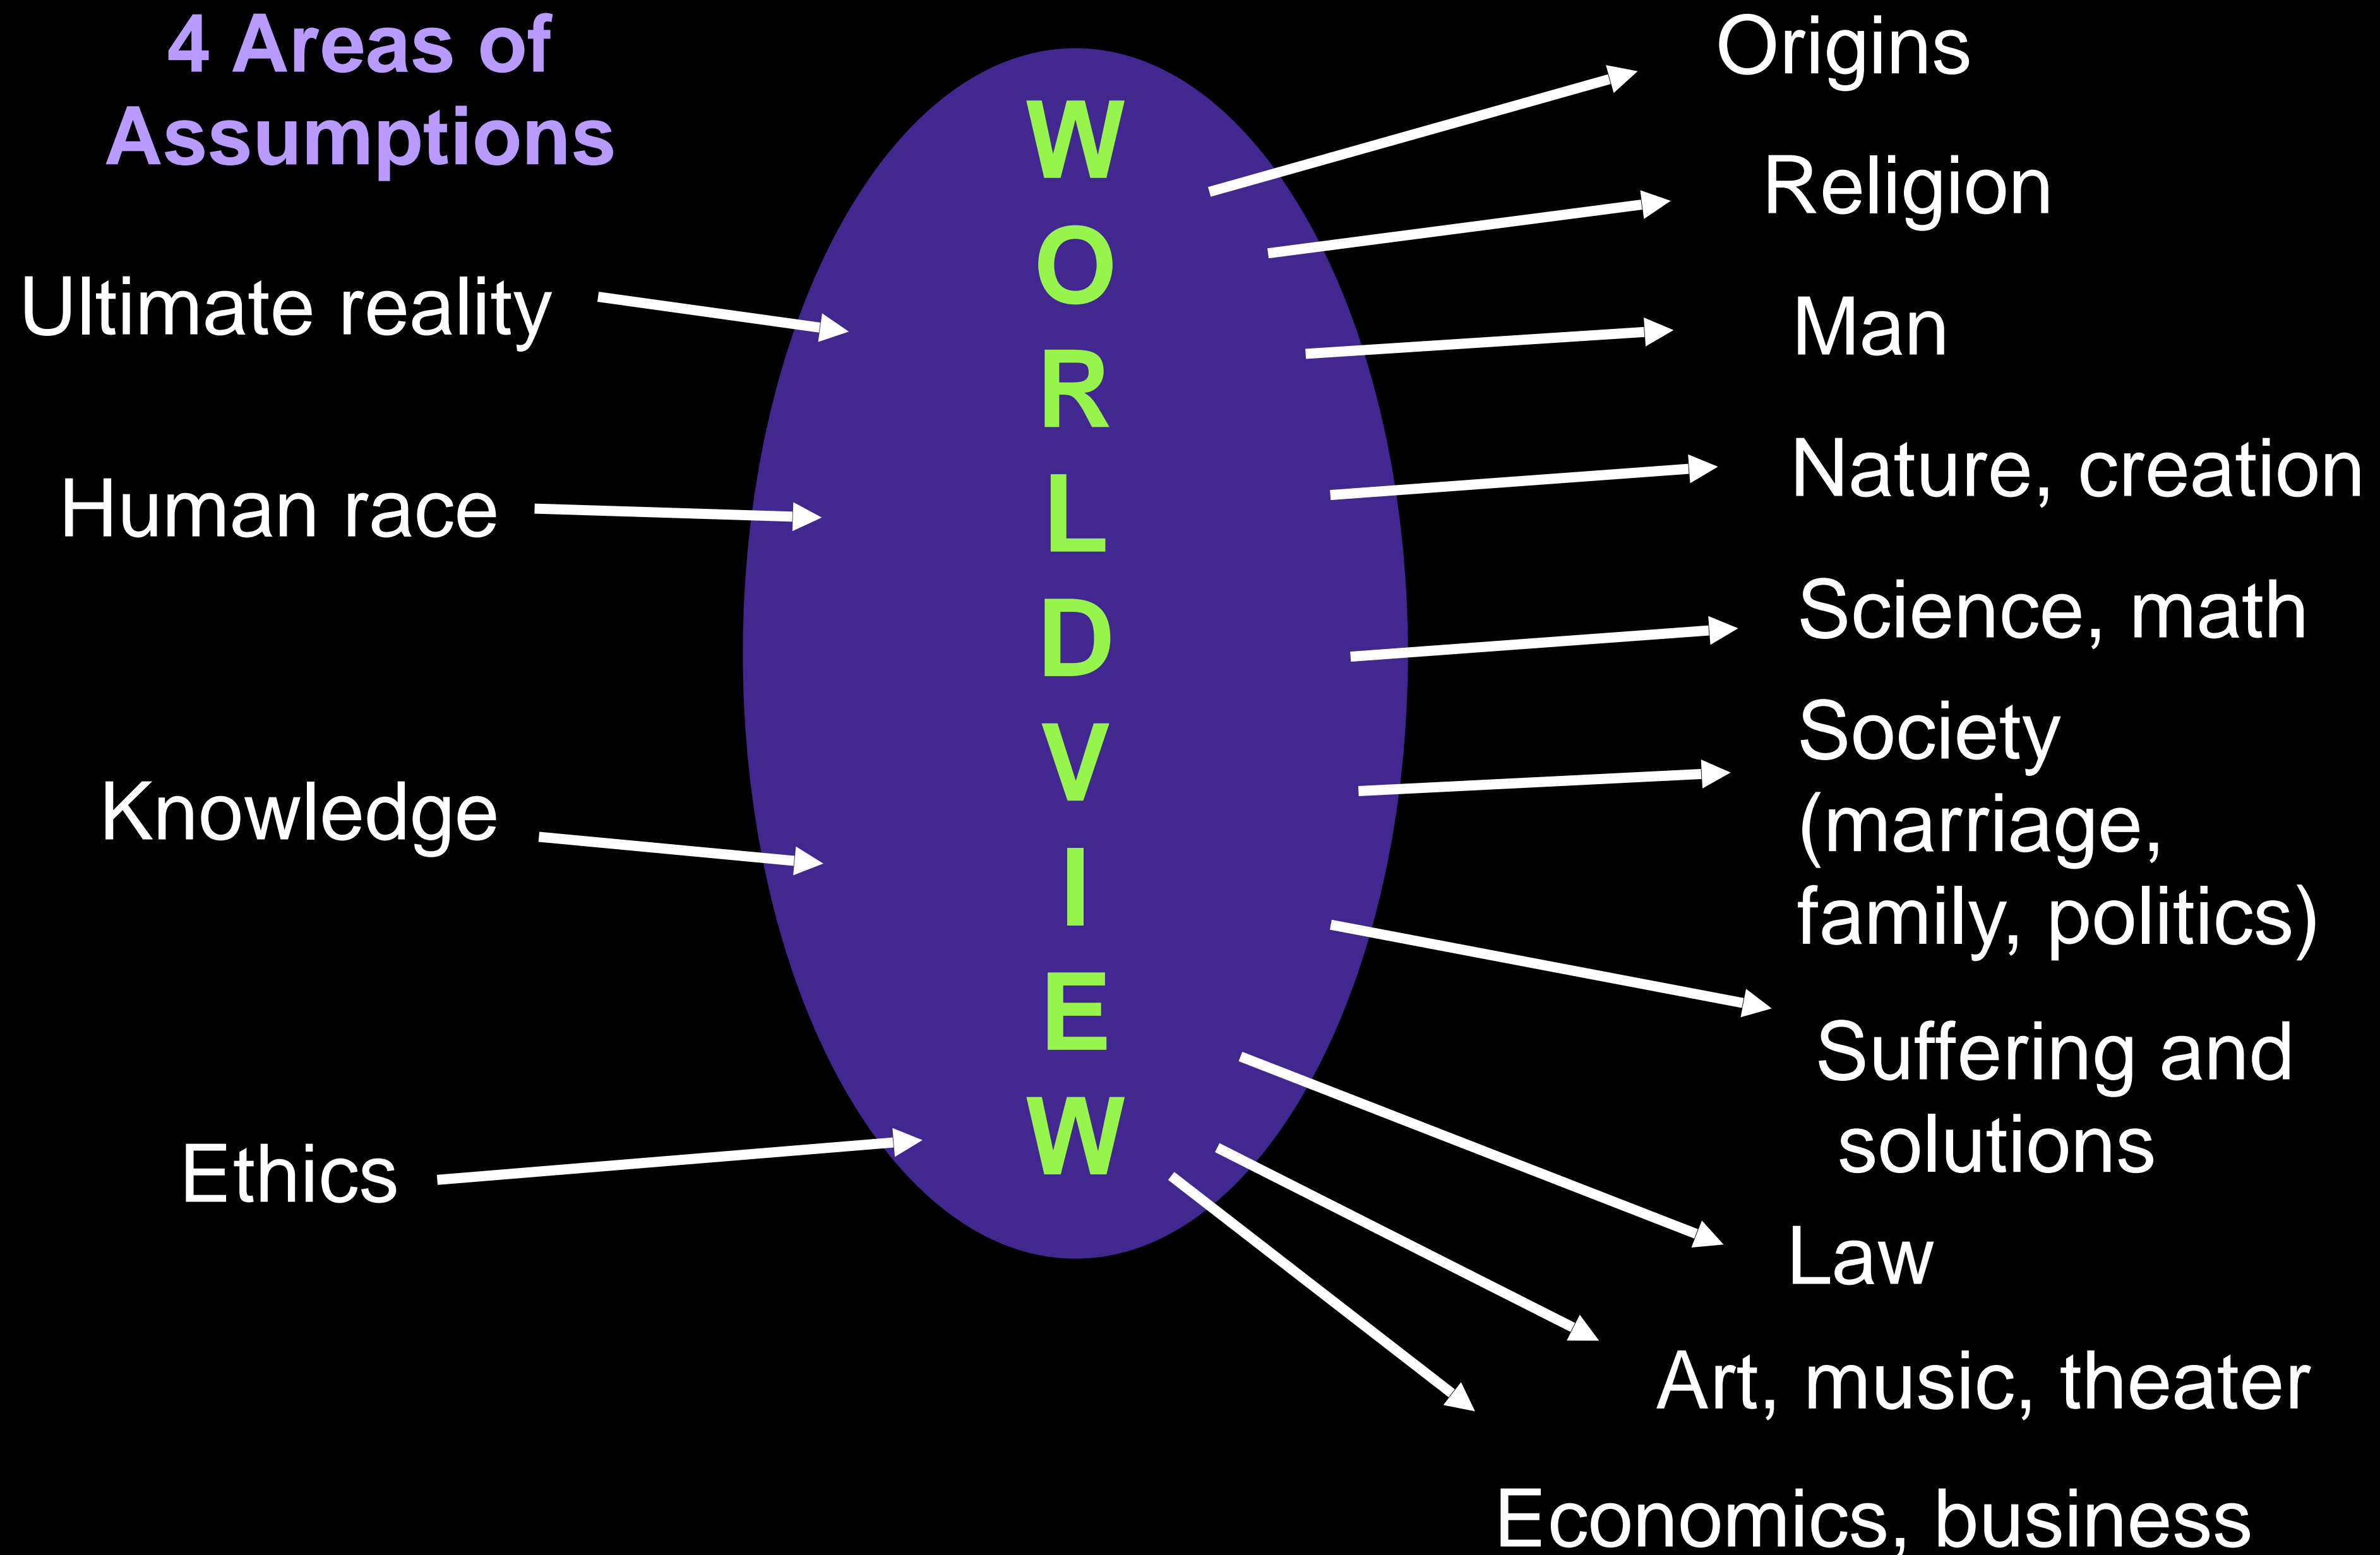 4 Areas of
Assumptions
Ultimate reality
Human race
Knowledge
Ethics
W
O
R
L
D
V
I
E
W
Origins
Religion
Man
Nature, creation
Science, math
Society
(marriage,
family, politics)
Suffering and
solutions
Law
Art, music, theater
Economics, business